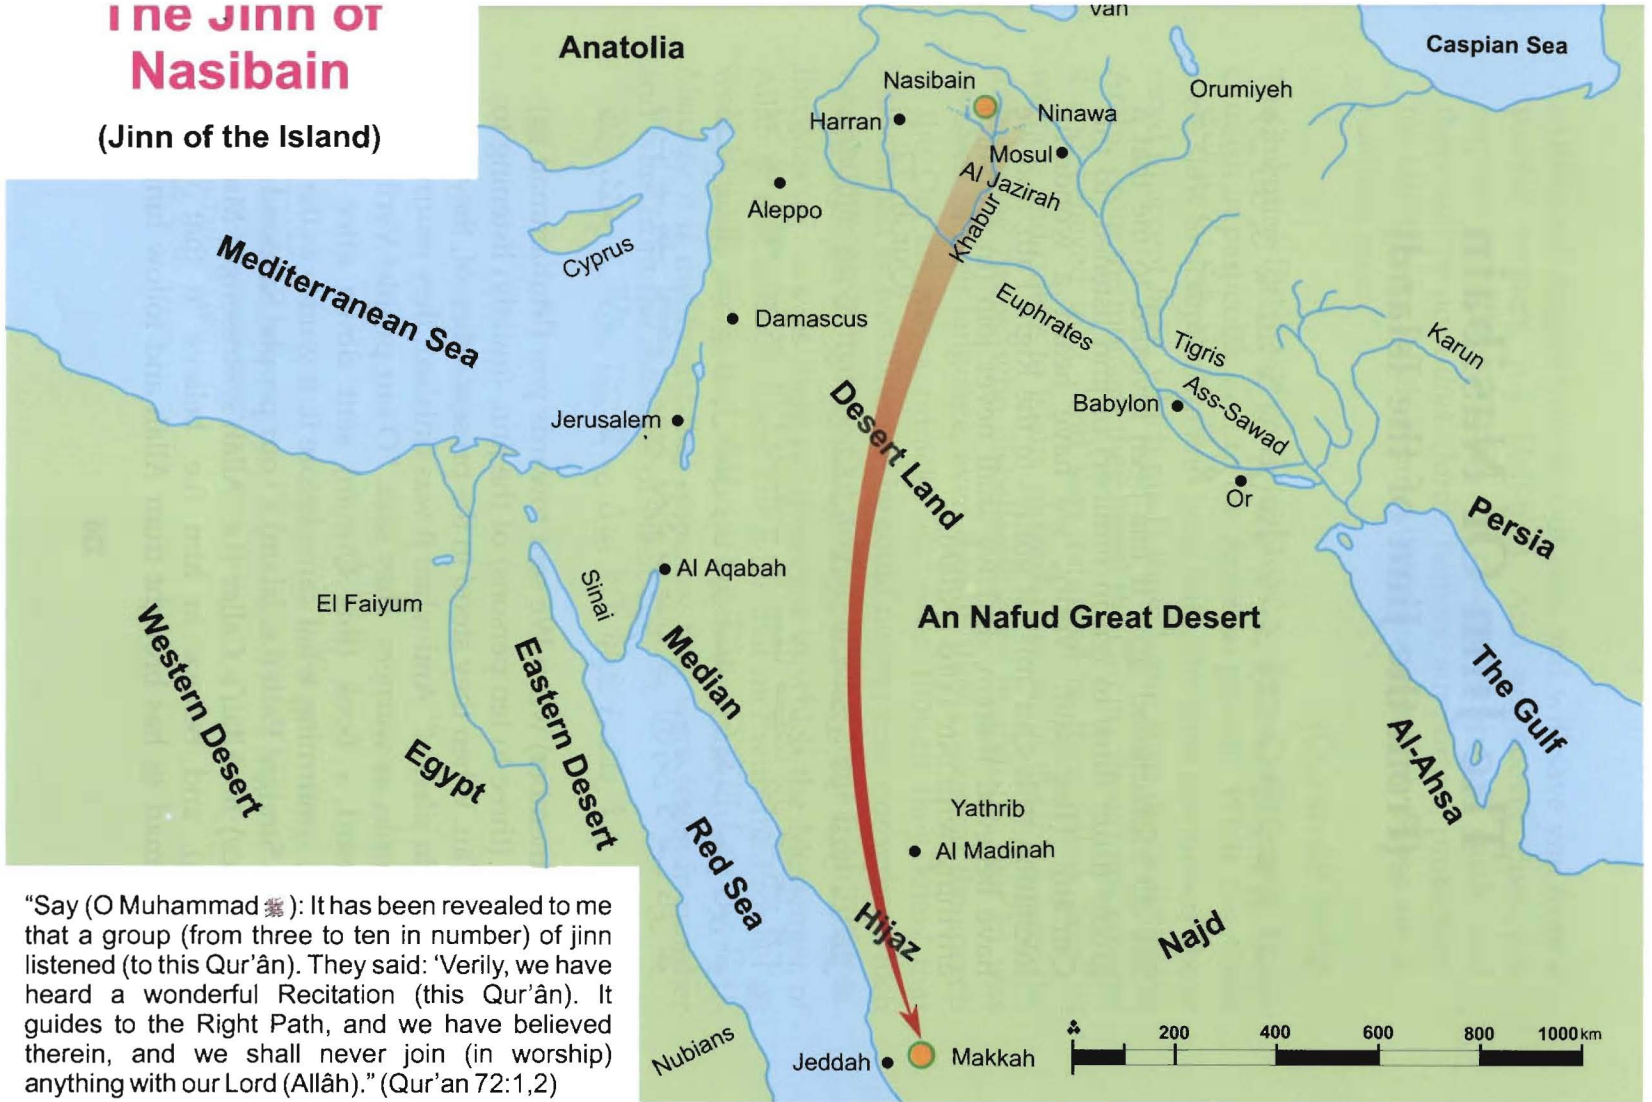 The Jinn of
Nasibain
(Jinn of the Island)
Anatolia
Van
Caspian Sea
Nasibain
Orumiyeh
Harran
Ninawa
Mosul
Al Jazirah
Aleppo
Khabur
Cyprus
Mediterranean Sea
Euphrates
Damascus
Tigris
Karun
Desert Land
Babylon
Ass-Sawad
Jerusalem
Or
Persia
Al Aqabah
Sinai
El Faiyum
An Nafud Great Desert
Western Desert
Eastern Desert
Median
The Gulf
Egypt
Al-Ahsa
Yathrib
Al Madinah
Red Sea
Hijaz
Najd
Nubians
Jeddah
Makkah
200 400 600 800 1000km
“Say (O Muhammad ﷺ): It has been revealed to me
that a group (from three to ten in number) of jinn
listened (to this Qur’ân). They said: ‘Verily, we have
heard a wonderful Recitation (this Qur’ân). It
guides to the Right Path, and we have believed
therein, and we shall never join (in worship)
anything with our Lord (Allâh).” (Qur’an 72:1,2)